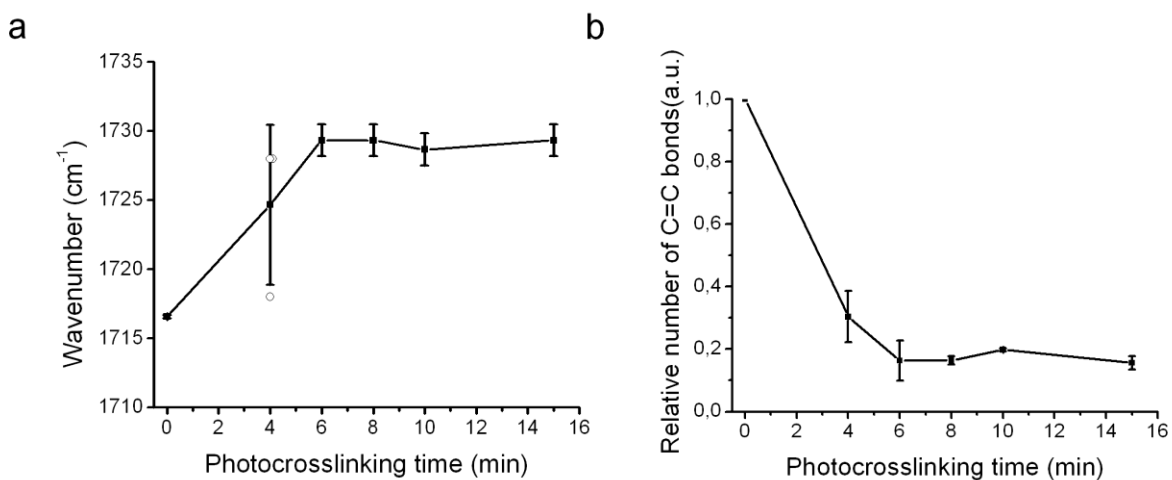 a
1735
1730
1725
1720
1715
1710
Wavenumber (cm⁻¹)
0 2 4 6 8 10 12 14 16
Photocrosslinking time (min)
b
1,0
0,8
0,6
0,4
0,2
0,0
Relative number of C=C bonds(a.u.)
0 2 4 6 8 10 12 14 16
Photocrosslinking time (min)